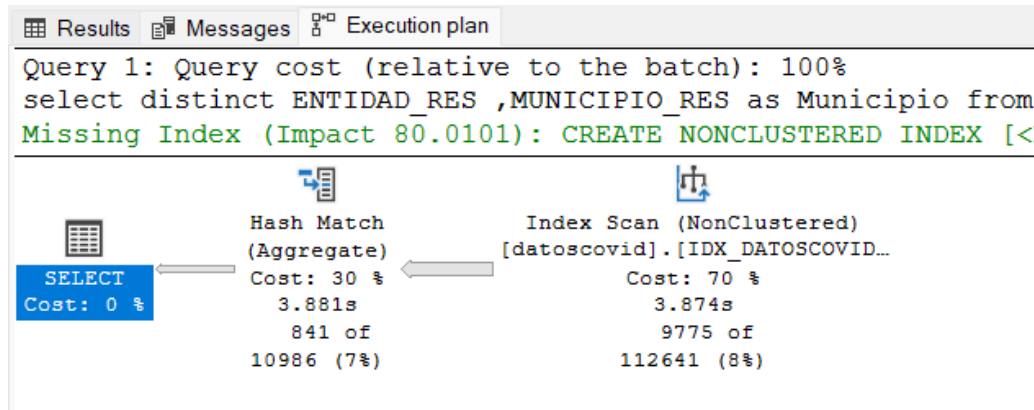 Results Messages Execution plan
Query 1: Query cost (relative to the batch): 100%
select distinct ENTIDAD_RES ,MUNICIPIO_RES as Municipio from
Missing Index (Impact 80.0101): CREATE NONCLUSTERED INDEX [<
SELECT
Cost: 0 %
Hash Match
(Aggregate)
Cost: 30 %
3.881s
841 of
10986 (7%)
Index Scan (NonClustered)
[datoscovid].[IDX_DATOSCOVID…
Cost: 70 %
3.874s
9775 of
112641 (8%)